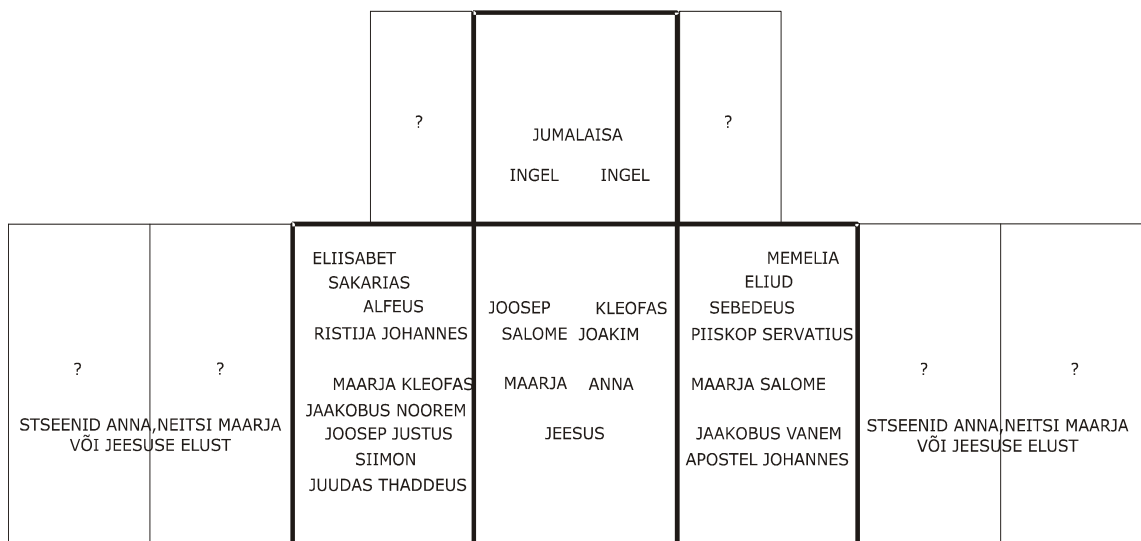 ?
?
JUMALAISA
INGEL INGEL
?
?
STSEENID ANNA,NEITSI MAARJA
VÕI JEESUSE ELUST
ELIISABET
SAKARIAS
ALFEUS
RISTIJA JOHANNES
MAARJA KLEOFAS
JAAKOBUS NOOREM
JOOSEP JUSTUS
SIIMON
JUUDAS THADDEUS
JOOSEP KLEOFAS
SALOME JOAKIM
MAARJA ANNA
JEESUS
MEMELIA
ELIUD
SEBEDEUS
PIISKOP SERVATIUS
MAARJA SALOME
JAAKOBUS VANEM
APOSTEL JOHANNES
?
?
STSEENID ANNA,NEITSI MAARJA
VÕI JEESUSE ELUST